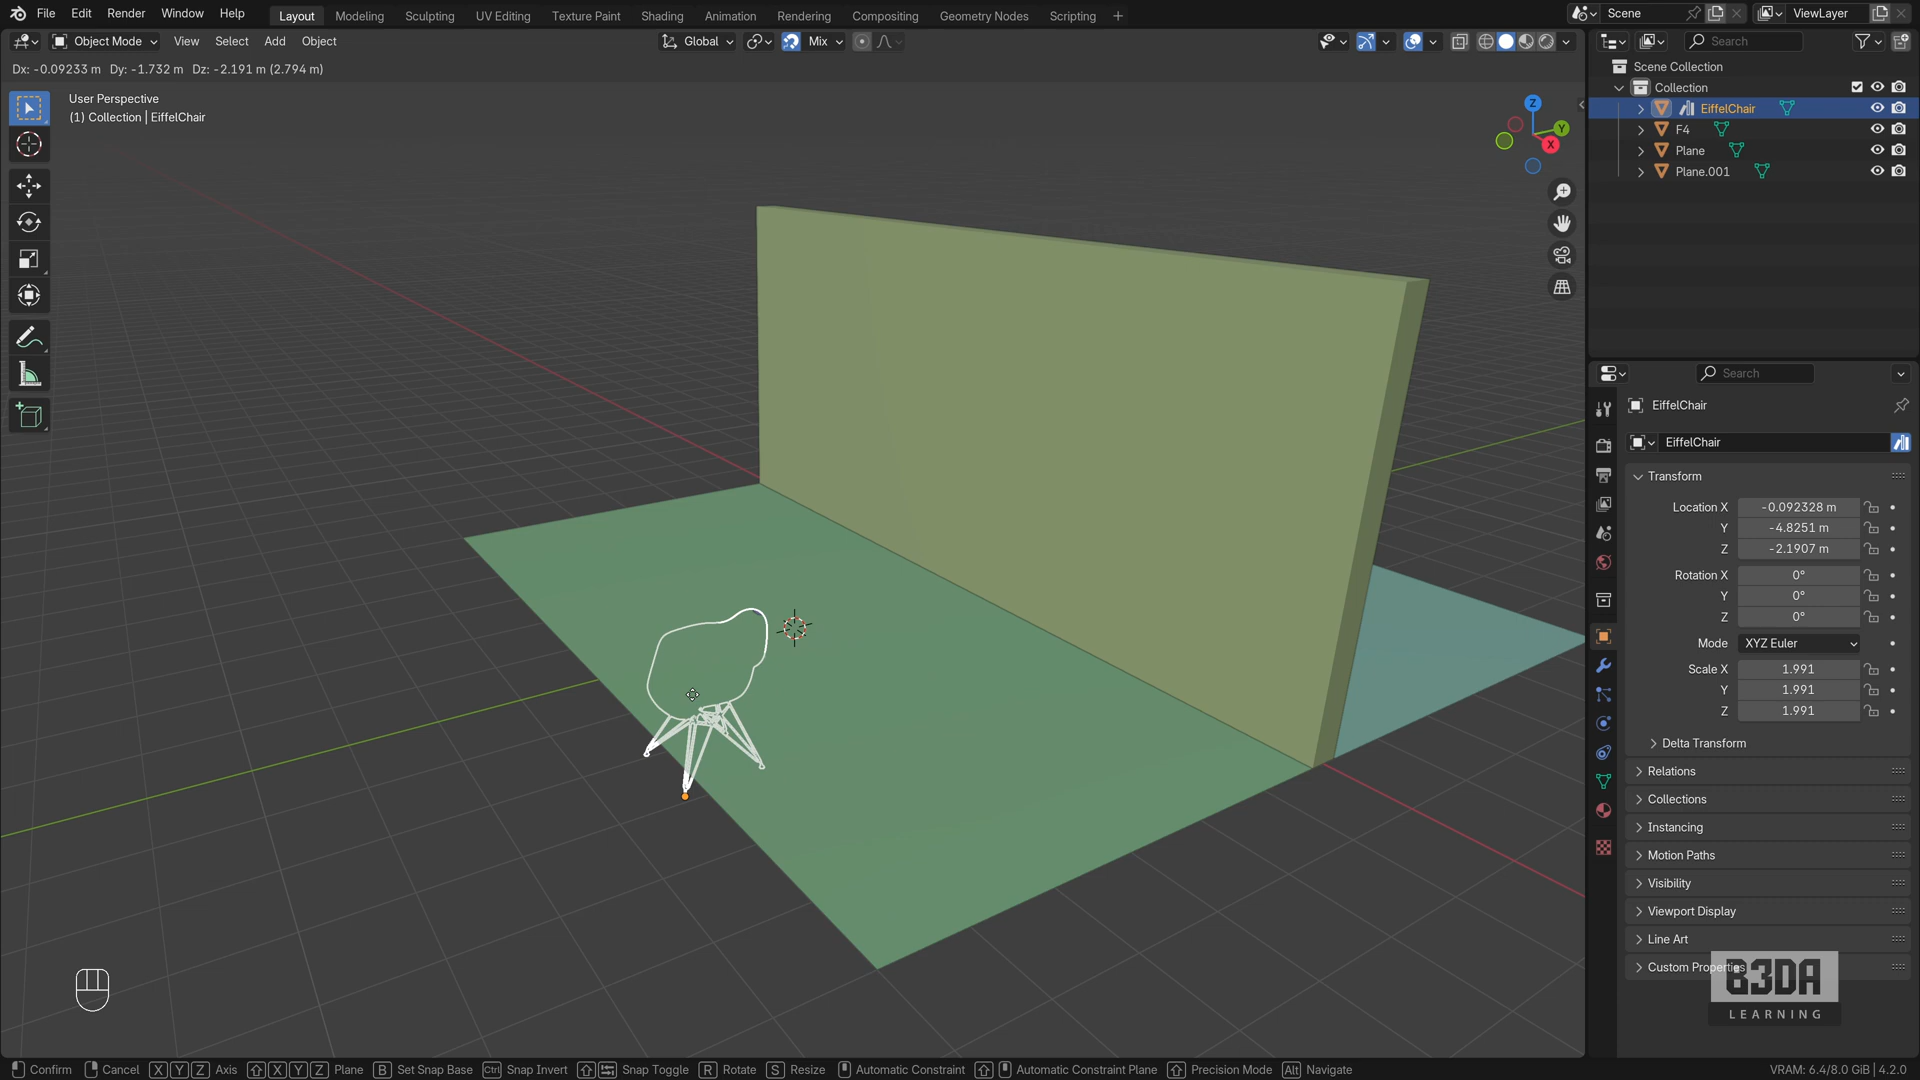 File Edit Render Window Help Layout Modeling Sculpting UV Editing Texture Paint Shading Animation Rendering Compositing Geometry Nodes Scripting + Scene ViewLayer
Object Mode View Select Add Object Global Mix Search
Dx: -0.09233 m Dy: -1.732 m Dz: -2.191 m (2.794 m)
User Perspective
(1) Collection | EiffelChair
Z
Y
X
Scene Collection
Collection
EiffelChair
F4
Plane
Plane.001
Search
EiffelChair
EiffelChair
Transform
Location X -0.092328 m
Y -4.8251 m
Z -2.1907 m
Rotation X 0°
Y 0°
Z 0°
Mode XYZ Euler
Scale X 1.991
Y 1.991
Z 1.991
Delta Transform
Relations
Collections
Instancing
Motion Paths
Visibility
Viewport Display
Line Art
Custom Properties
B3DA
LEARNING
Confirm Cancel X Y Z Axis X Y Z Plane B Set Snap Base Ctrl Snap Invert Snap Toggle R Rotate S Resize Automatic Constraint Automatic Constraint Plane Precision Mode Alt Navigate VRAM: 6.4/8.0 GiB | 4.2.0